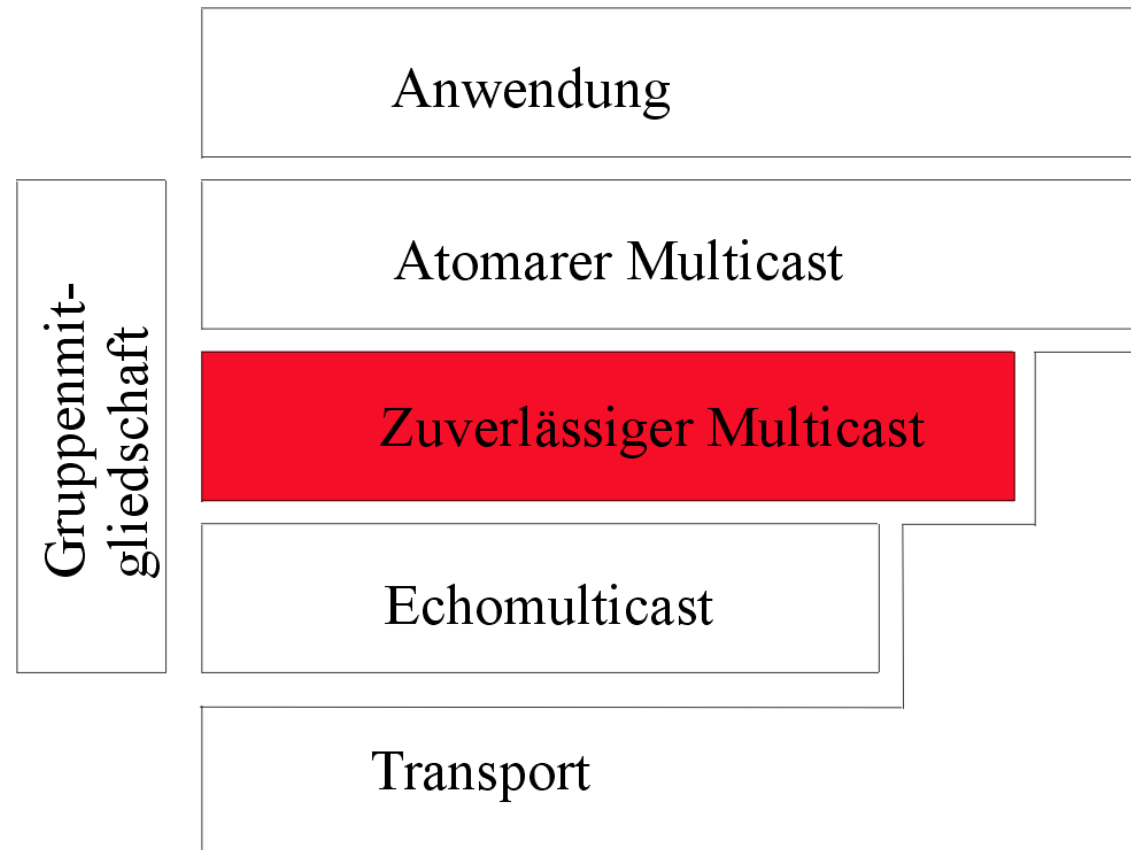 Anwendung
Atomarer Multicast
Gruppenmit-
gliedschaft
Zuverlässiger Multicast
Echomulticast
Transport